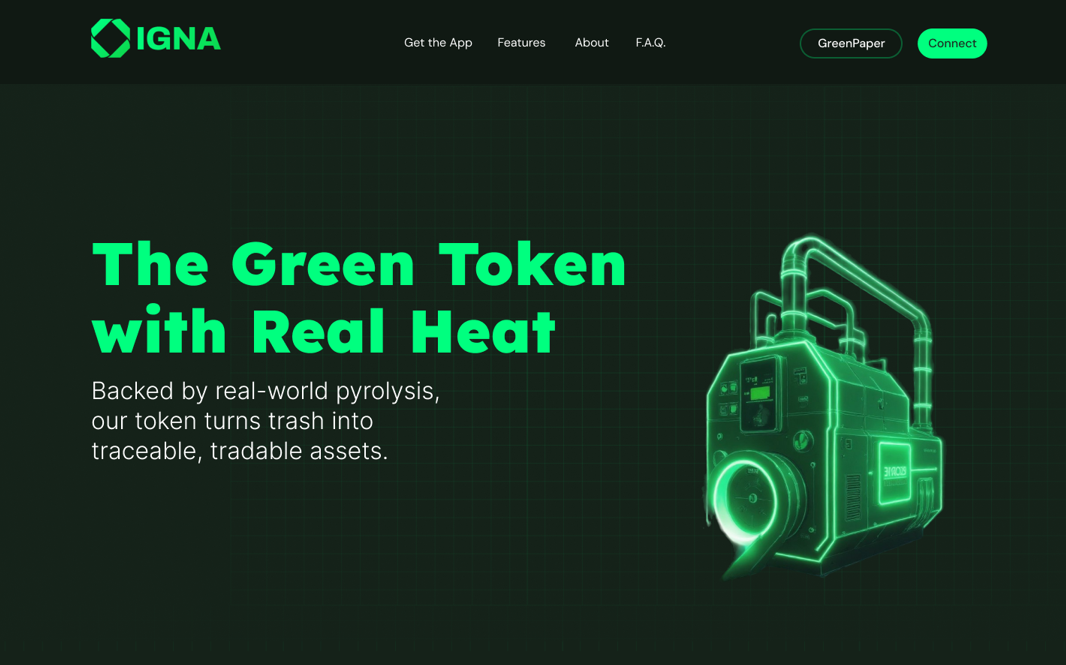 IGNA
Get the App
Features
About
F.A.Q.
GreenPaper
Connect
The Green Token
with Real Heat
Backed by real-world pyrolysis,
our token turns trash into
traceable, tradable assets.